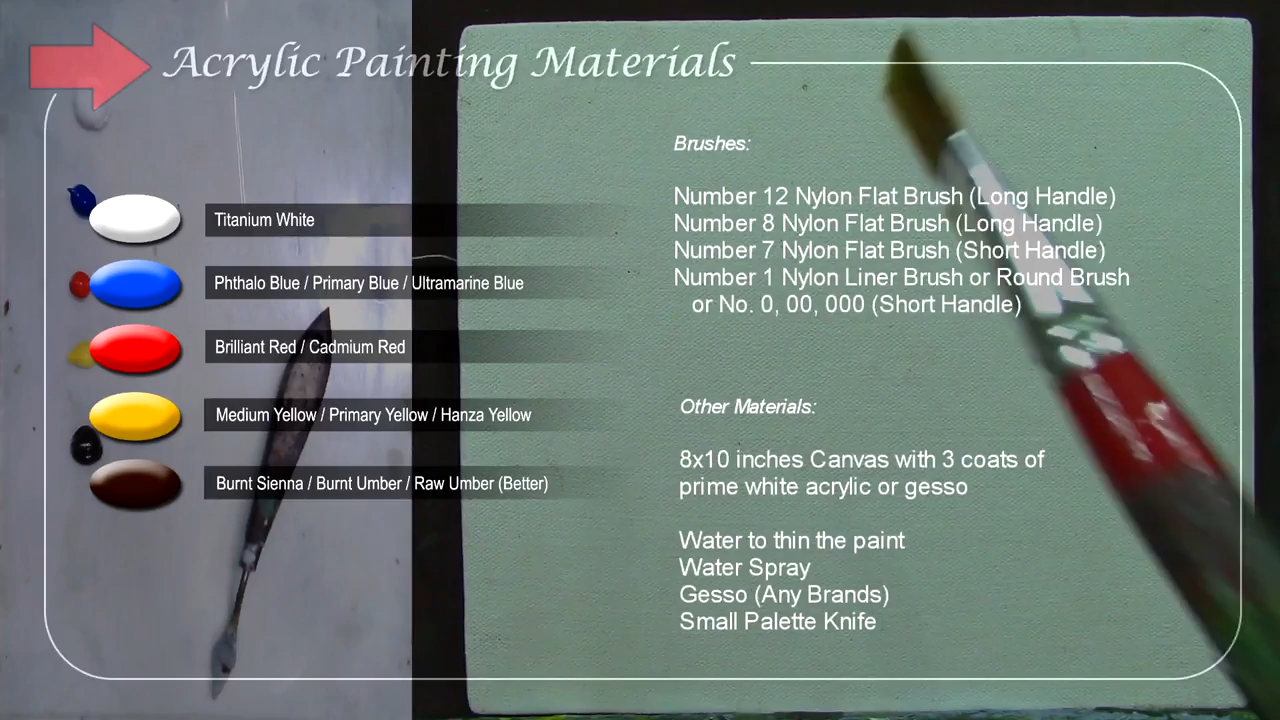 Acrylic Painting Materials
Titanium White
Phthalo Blue / Primary Blue / Ultramarine Blue
Brilliant Red / Cadmium Red
Medium Yellow / Primary Yellow / Hanza Yellow
Burnt Sienna / Burnt Umber / Raw Umber (Better)
Brushes:
Number 12 Nylon Flat Brush (Long Handle)
Number 8 Nylon Flat Brush (Long Handle)
Number 7 Nylon Flat Brush (Short Handle)
Number 1 Nylon Liner Brush or Round Brush
or No. 0, 00, 000 (Short Handle)
Other Materials:
8x10 inches Canvas with 3 coats of
prime white acrylic or gesso
Water to thin the paint
Water Spray
Gesso (Any Brands)
Small Palette Knife